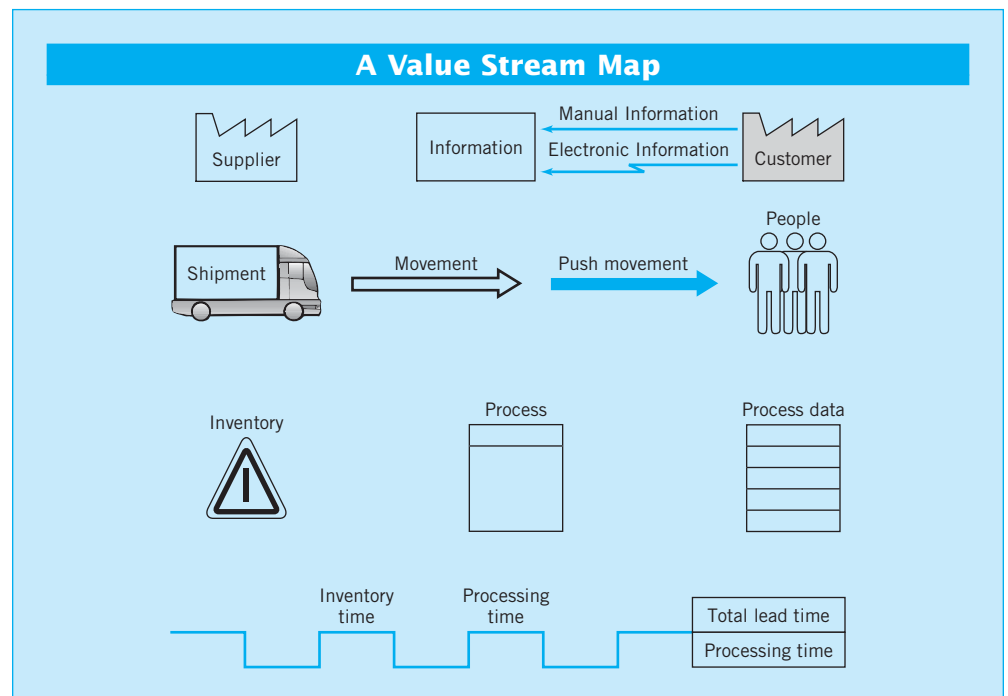 A Value Stream Map
Manual Information
Supplier
Information
Electronic Information
Customer
People
Shipment
Movement
Push movement
Inventory
Process
Process data
I
Inventory
time
Processing
time
Total lead time
Processing time